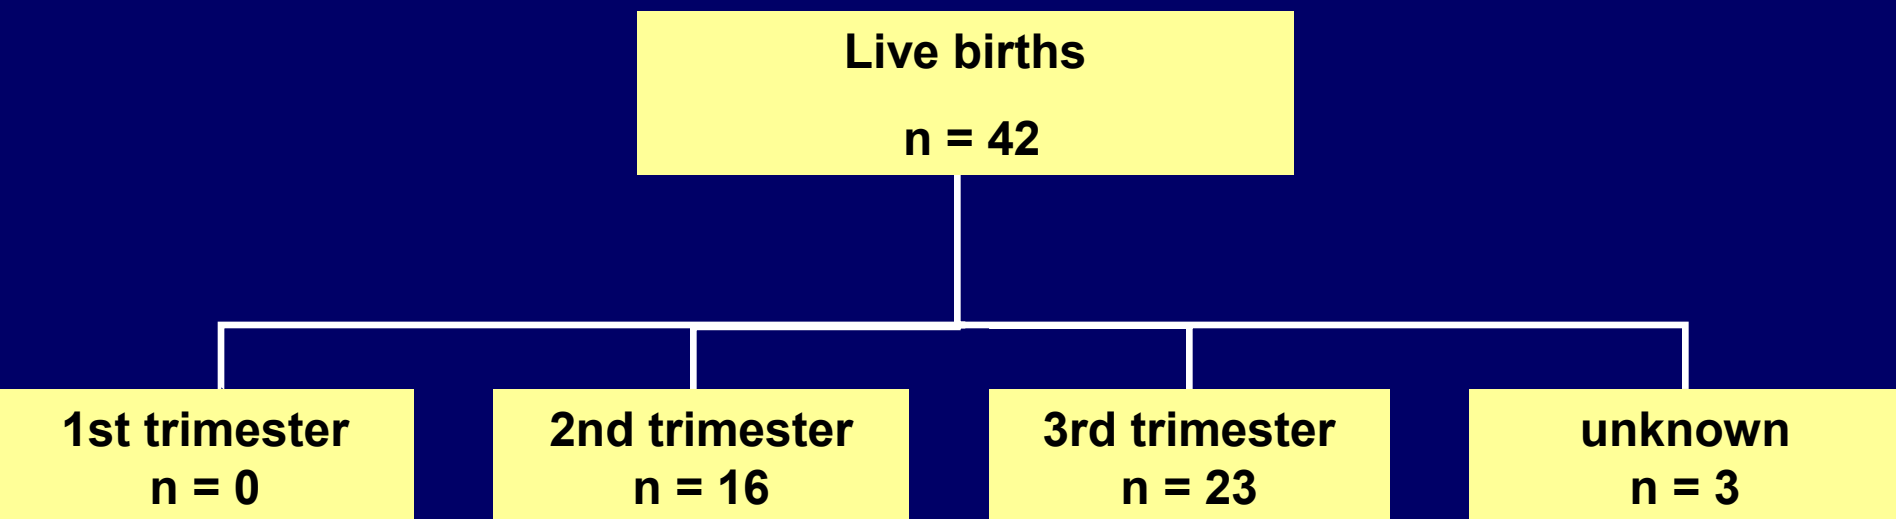 Live births
n = 42
1st trimester
n = 0
2nd trimester
n = 16
3rd trimester
n = 23
unknown
n = 3